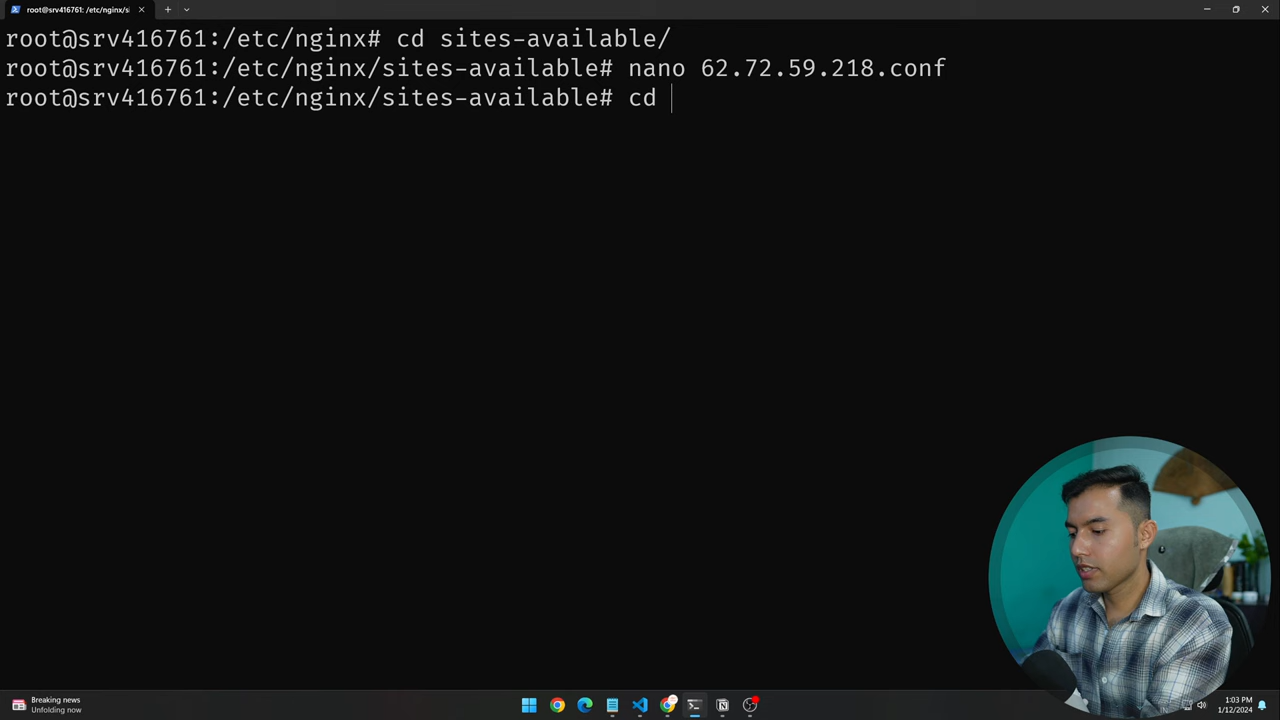 root@srv416761: /etc/nginx/si
root@srv416761:/etc/nginx# cd sites-available/
root@srv416761:/etc/nginx/sites-available# nano 62.72.59.218.conf
root@srv416761:/etc/nginx/sites-available# cd
Breaking news
Unfolding now
IN
1:03 PM
1/12/2024